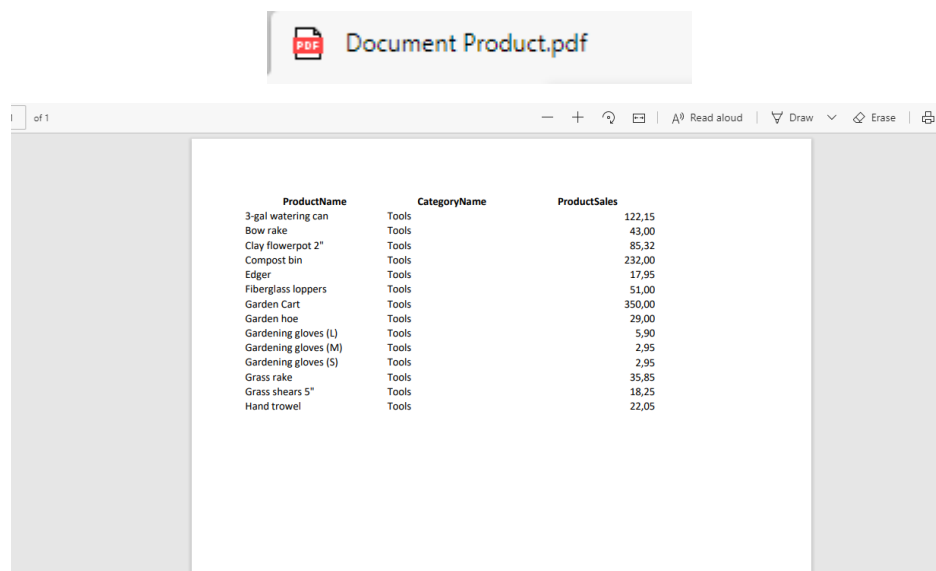 PDF Document Product.pdf
of 1 Read aloud Draw Erase
ProductName CategoryName ProductSales
3-gal watering can Tools 122,15
Bow rake Tools 43,00
Clay flowerpot 2" Tools 85,32
Compost bin Tools 232,00
Edger Tools 17,95
Fiberglass loppers Tools 51,00
Garden Cart Tools 350,00
Garden hoe Tools 29,00
Gardening gloves (L) Tools 5,90
Gardening gloves (M) Tools 2,95
Gardening gloves (S) Tools 2,95
Grass rake Tools 35,85
Grass shears 5" Tools 18,25
Hand trowel Tools 22,05